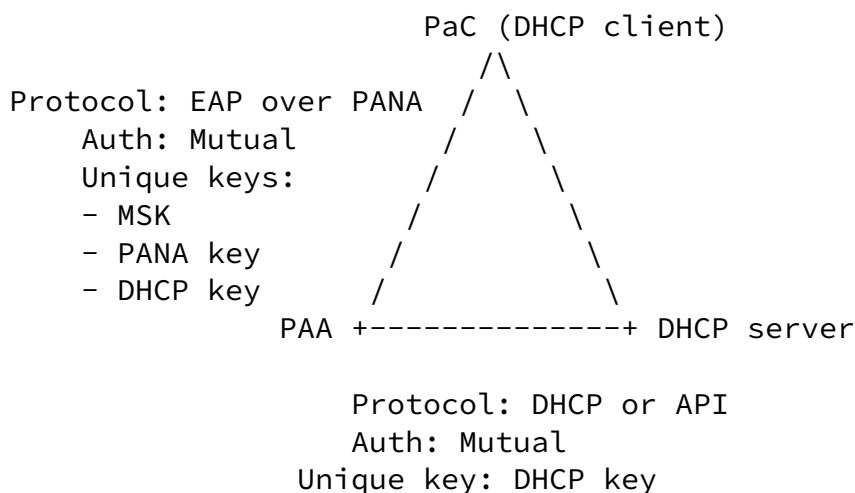 PaC (DHCP client)
Protocol: EAP over PANA
Auth: Mutual
Unique keys:
- MSK
- PANA key
- DHCP key
PAA +--------------+ DHCP server
Protocol: DHCP or API
Auth: Mutual
Unique key: DHCP key